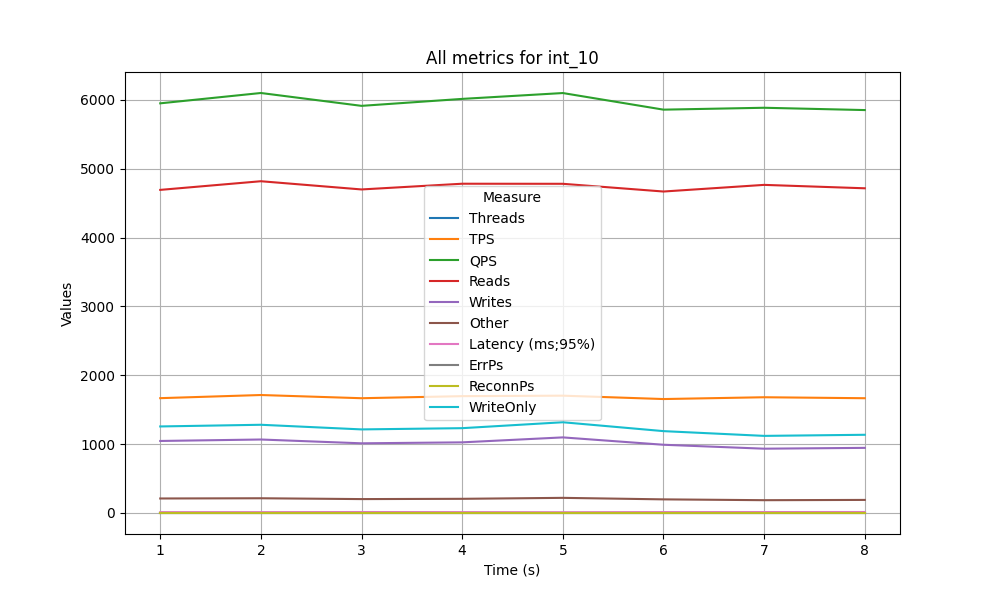 All metrics for int_10
Values
6000
5000
4000
3000
2000
1000
0
Measure
Threads
TPS
QPS
Reads
Writes
Other
Latency (ms;95%)
ErrPs
ReconnPs
WriteOnly
1 2 3 4 5 6 7 8
Time (s)